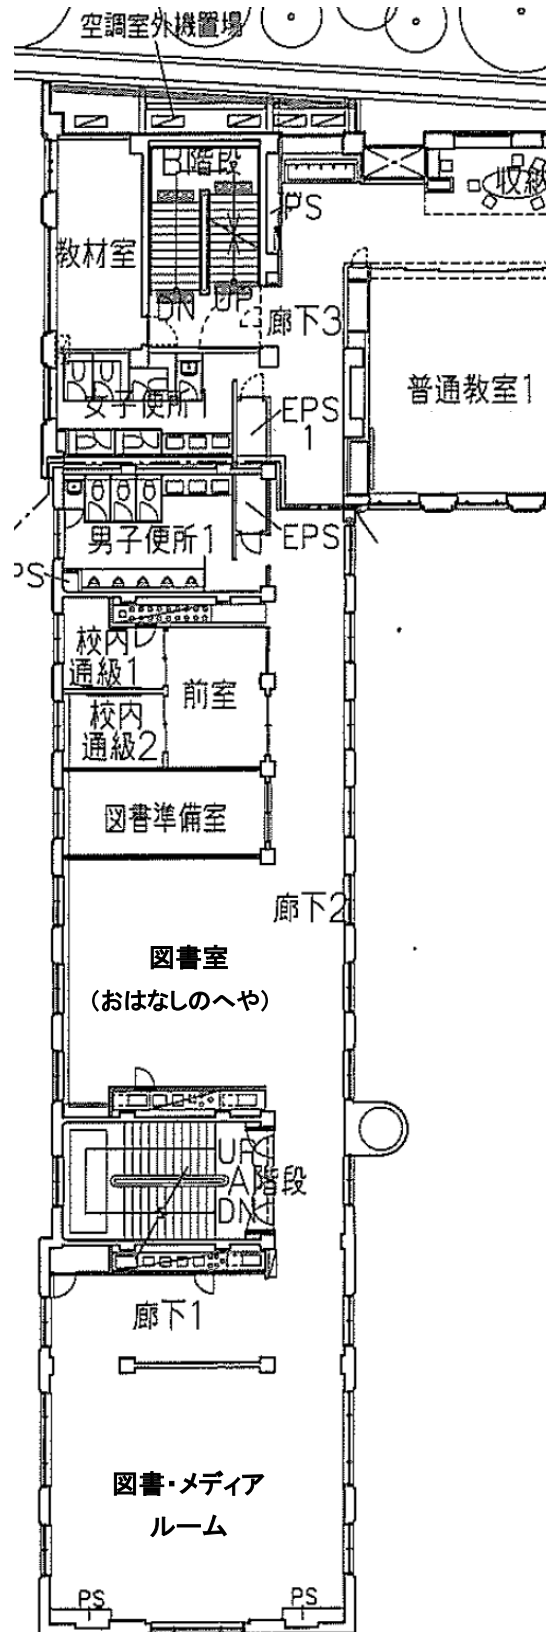 空調室外機置場
B階段
収納
PS
教材室
DN
UP
廊下3
普通教室1
女子便所1
EPS
1
男子便所1
EPS
PS
校内
通級1
前室
校内
通級2
図書準備室
廊下2
図書室
(おはなしのへや)
UP
A階段
DN
廊下1
図書・メディア
ルーム
PS
PS